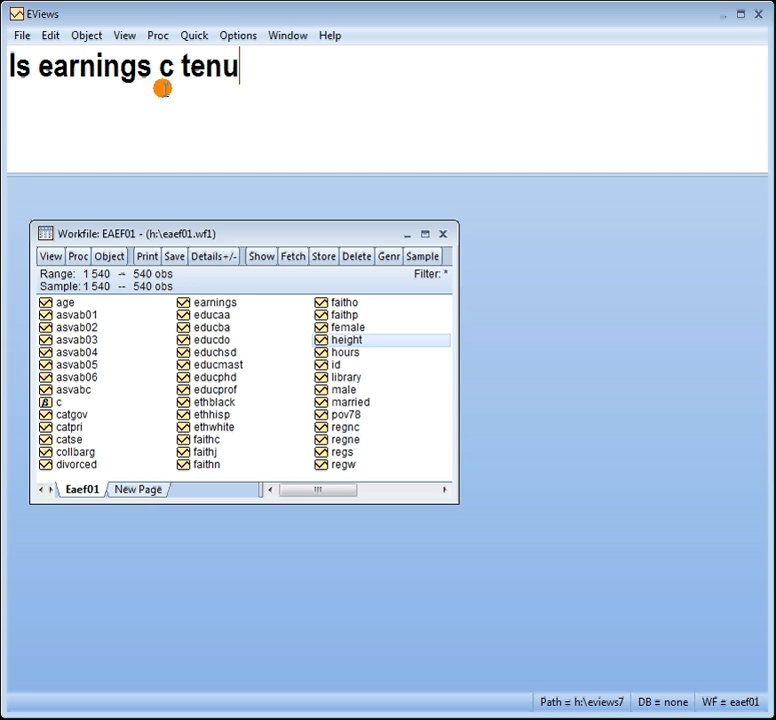 EViews
File Edit Object View Proc Quick Options Window Help
ls earnings c tenu
Workfile: EAEF01 - (h:\eaef01.wf1)
View Proc Object Print Save Details+/- Show Fetch Store Delete Genr Sample
Range: 1 540 -- 540 obs Filter: *
Sample: 1 540 -- 540 obs
age earnings faitho
asvab01 educaa faithp
asvab02 educba female
asvab03 educdo height
asvab04 educhsd hours
asvab05 educmast id
asvab06 educphd library
asvabc educprof male
c ethblack married
catgov ethhisp pov78
catpri ethwhite regnc
catse faithc regne
collbarg faithj regs
divorced faithn regw
Eaef01 New Page
Path = h:\eviews7 DB = none WF = eaef01